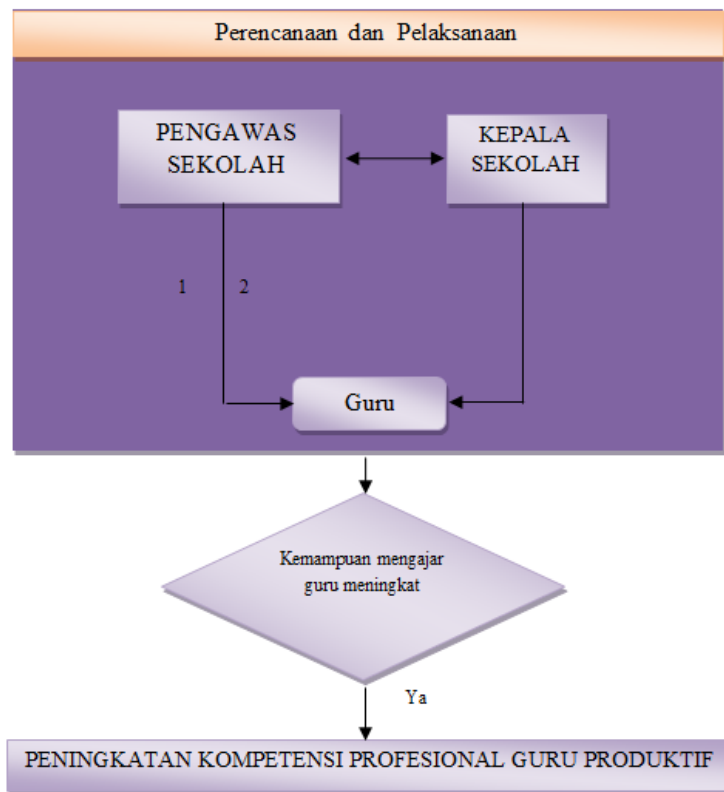 Perencanaan dan Pelaksanaan
PENGAWAS
SEKOLAH
KEPALA
SEKOLAH
1 2
Guru
Kemampuan mengajar
guru meningkat
Ya
PENINGKATAN KOMPETENSI PROFESIONAL GURU PRODUKTIF